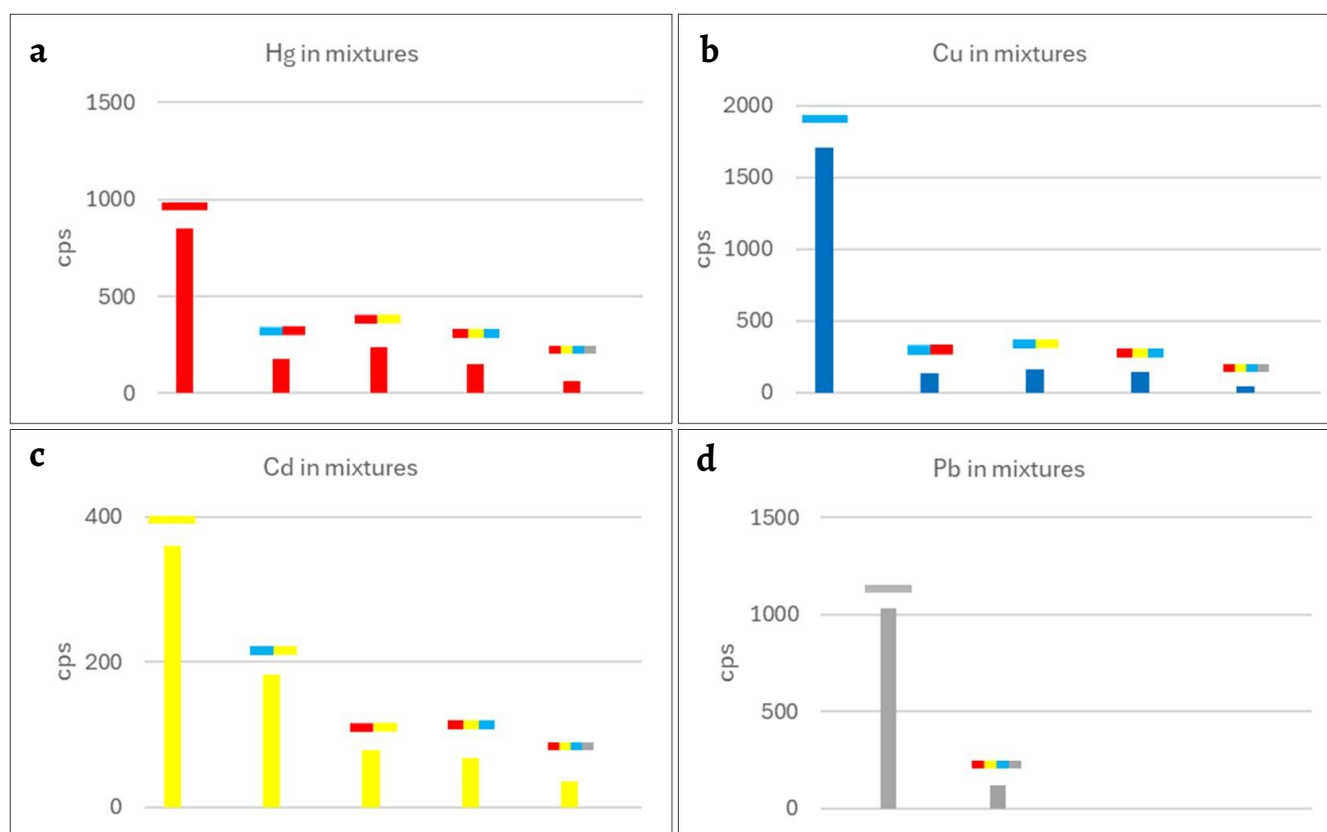 a
Hg in mixtures
1500
1000
500
0
cps
b
Cu in mixtures
2000
1500
1000
500
0
cps
c
Cd in mixtures
400
200
0
cps
d
Pb in mixtures
1500
1000
500
0
cps